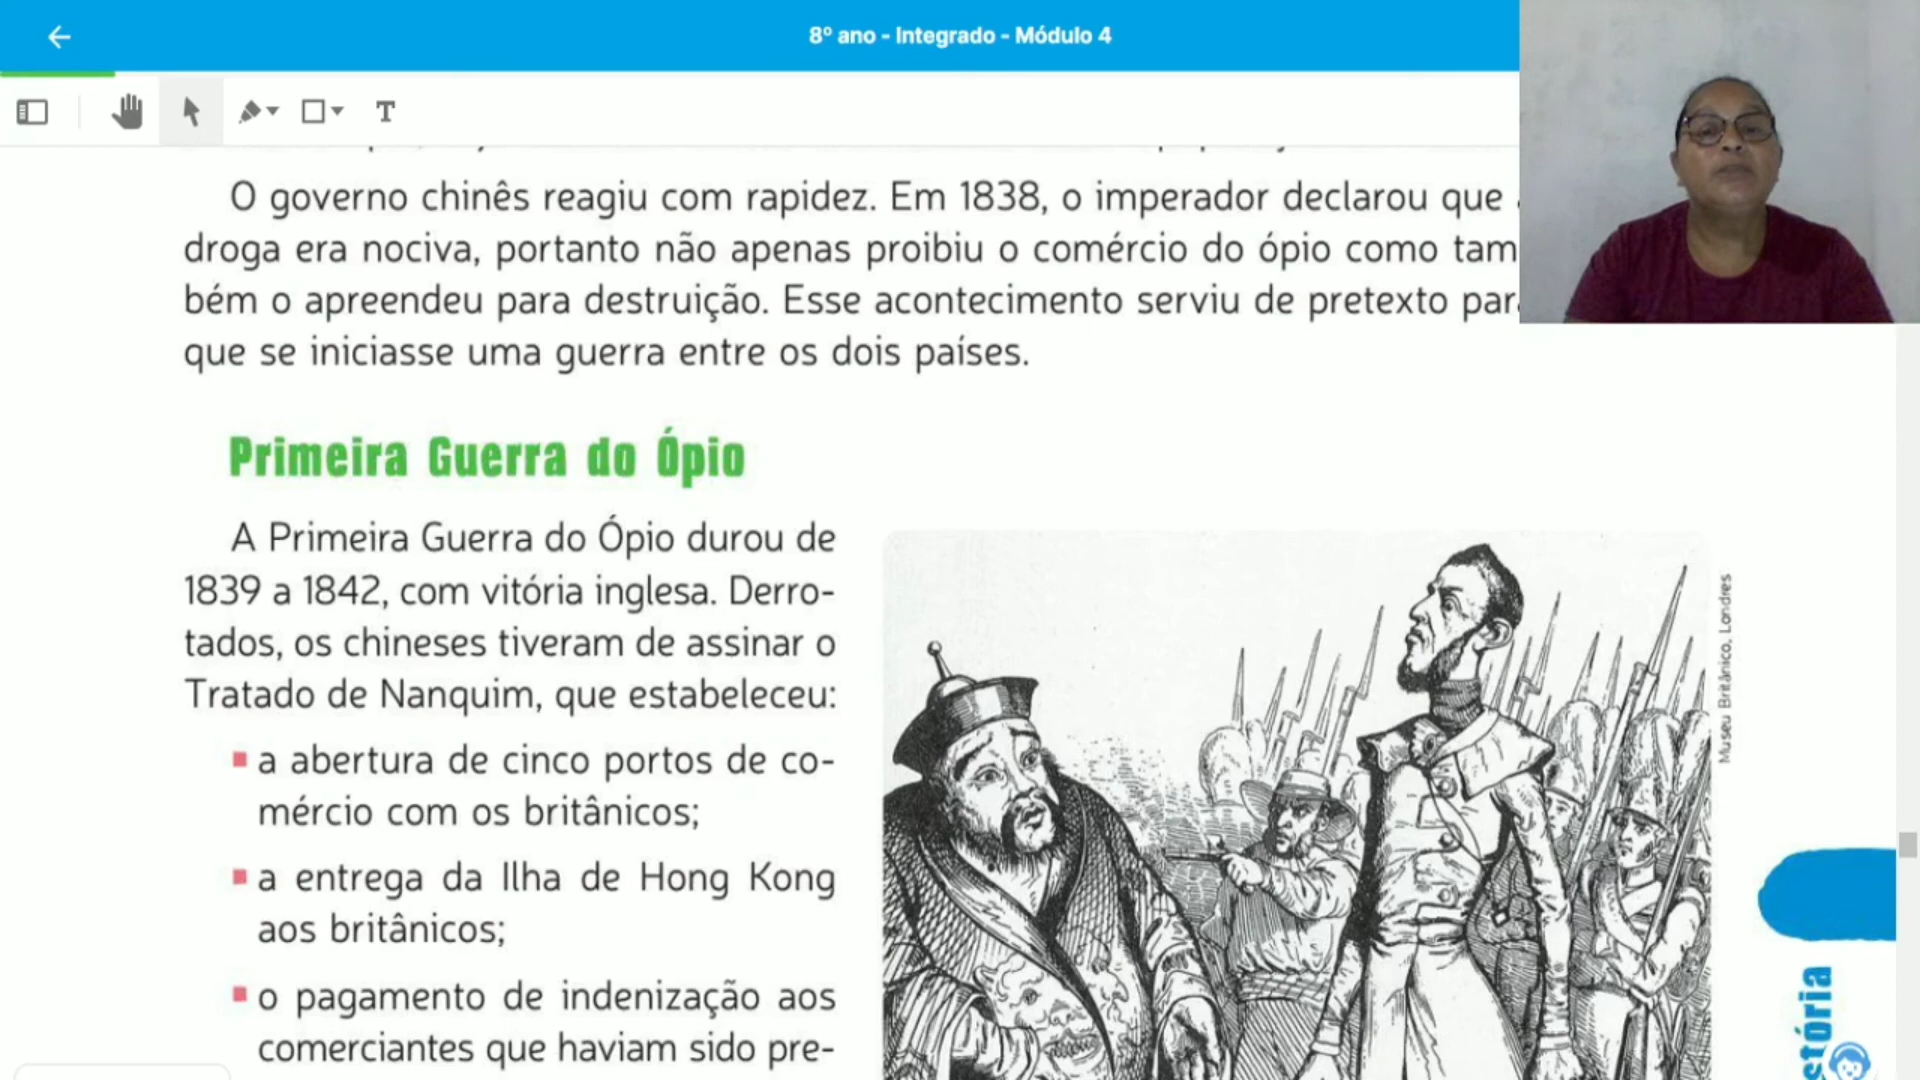 8º ano - Integrado - Módulo 4
T
O governo chinês reagiu com rapidez. Em 1838, o imperador declarou que
droga era nociva, portanto não apenas proibiu o comércio do ópio como tam
bém o apreendeu para destruição. Esse acontecimento serviu de pretexto par
que se iniciasse uma guerra entre os dois países.
Primeira Guerra do Ópio
A Primeira Guerra do Ópio durou de
1839 a 1842, com vitória inglesa. Derro-
tados, os chineses tiveram de assinar o
Tratado de Nanquim, que estabeleceu:
a abertura de cinco portos de co-
mércio com os britânicos;
a entrega da Ilha de Hong Kong
aos britânicos;
o pagamento de indenização aos
comerciantes que haviam sido pre-
Museu Britânico, Londres
stória